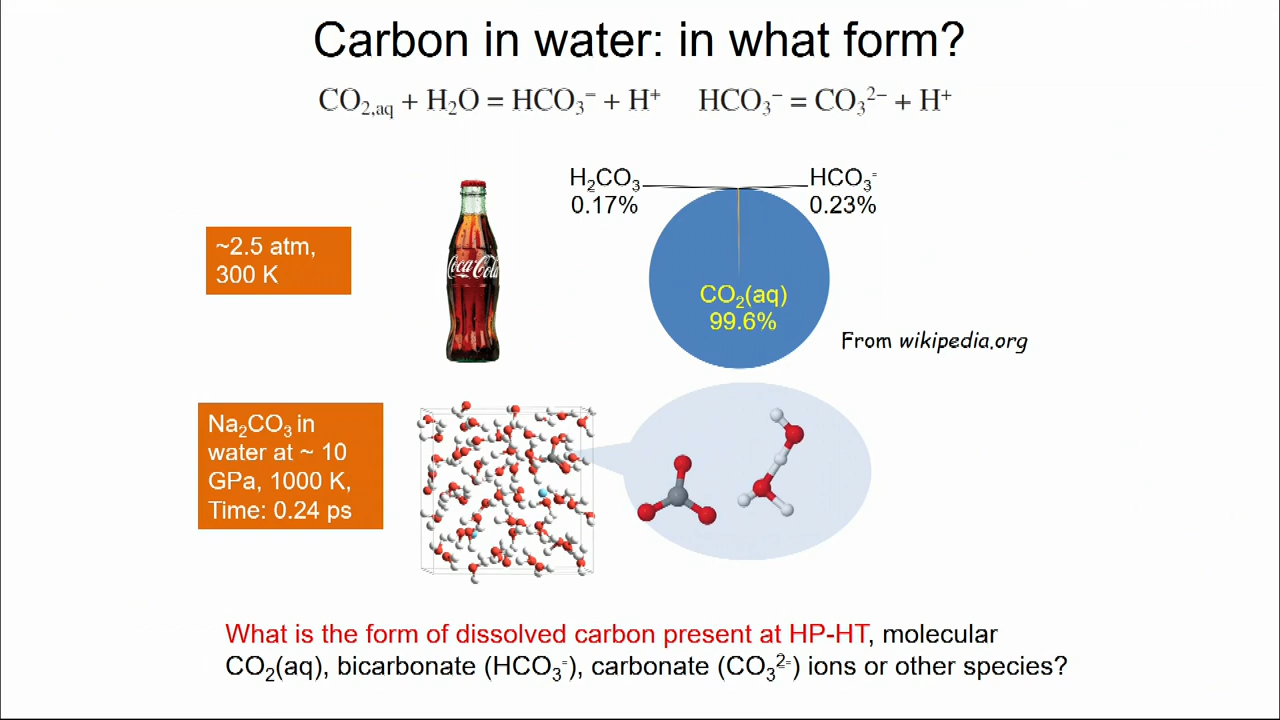 Carbon in water: in what form?
CO₂,aq + H₂O = HCO₃⁻ + H⁺ HCO₃⁻ = CO₃²⁻ + H⁺
H₂CO₃
0.17%
HCO₃⁻
0.23%
~2.5 atm,
300 K
Coca-Cola
CO₂(aq)
99.6%
From wikipedia.org
Na₂CO₃ in
water at ~ 10
GPa, 1000 K,
Time: 0.24 ps
What is the form of dissolved carbon present at HP-HT, molecular
CO₂(aq), bicarbonate (HCO₃⁻), carbonate (CO₃²⁻) ions or other species?